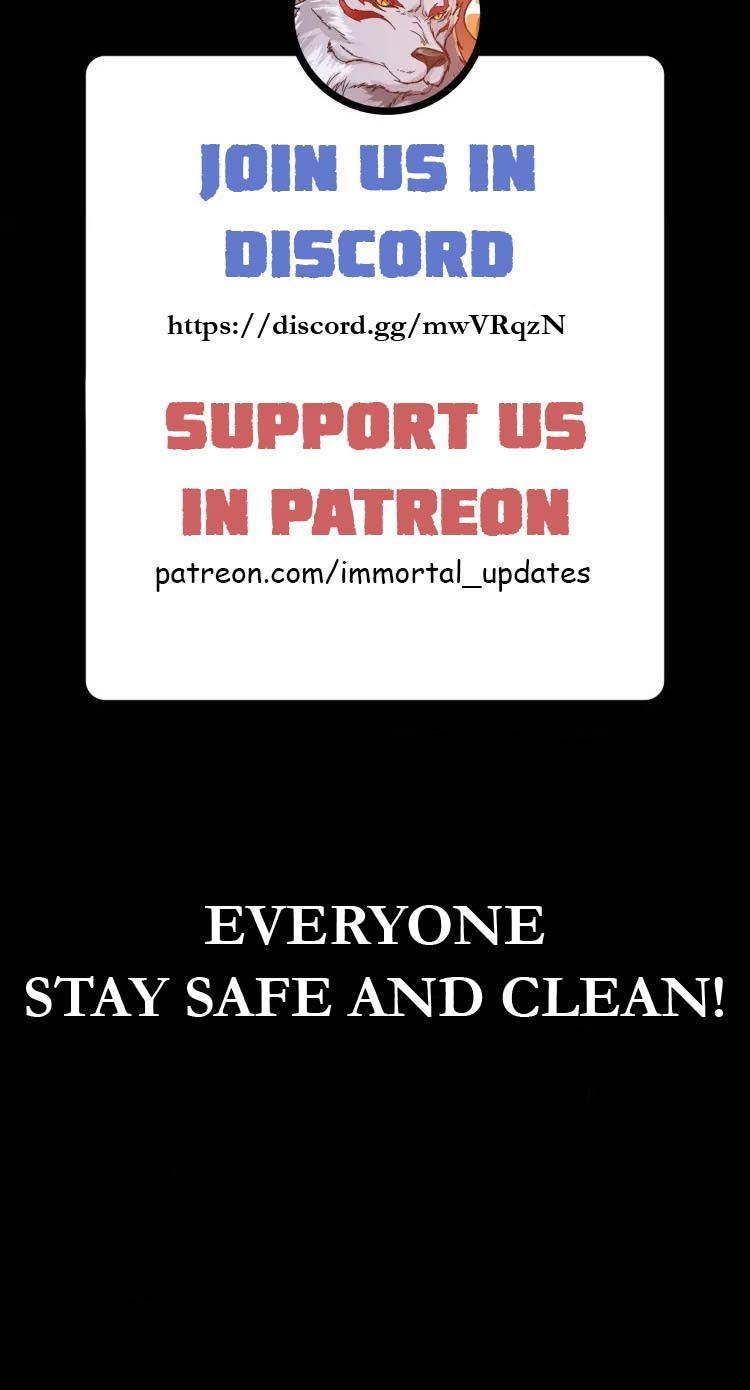 JOIN US IN
DISCORD
https://discord.gg/mwVRqzN
SUPPORT US
IN PATREON
patreon.com/immortal_updates
EVERYONE
STAY SAFE AND CLEAN!